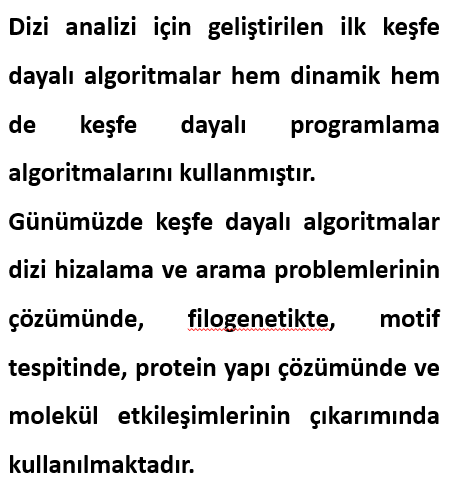 Dizi analizi için geliştirilen ilk keşfe
dayalı algoritmalar hem dinamik hem
de keşfe dayalı programlama
algoritmalarını kullanmıştır.
Günümüzde keşfe dayalı algoritmalar
dizi hizalama ve arama problemlerinin
çözümünde, filogenetikte, motif
tespitinde, protein yapı çözümünde ve
molekül etkileşimlerinin çıkarımında
kullanılmaktadır.